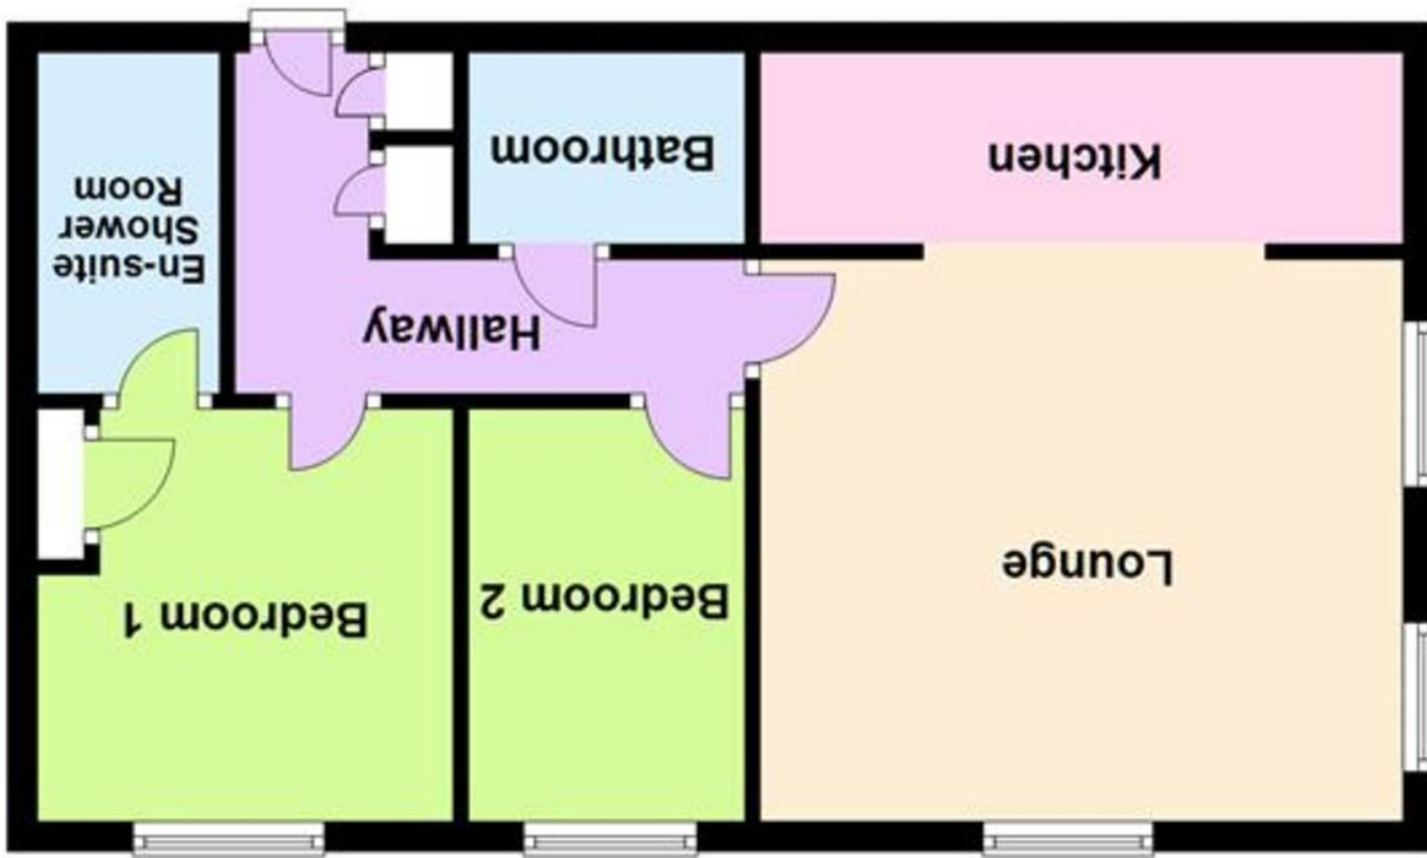 Lounge
Bedroom 2
Bedroom 1
Hallway
En-suite
Shower
Room
Kitchen
Bathroom